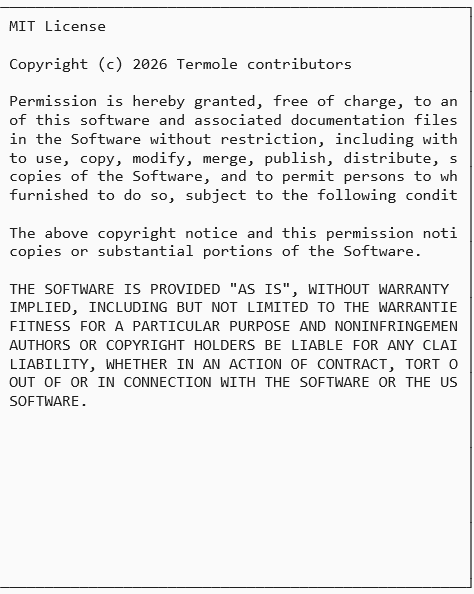 MIT License
Copyright (c) 2026 Termole contributors
Permission is hereby granted, free of charge, to an
of this software and associated documentation files
in the Software without restriction, including with
to use, copy, modify, merge, publish, distribute, s
copies of the Software, and to permit persons to wh
furnished to do so, subject to the following condit
The above copyright notice and this permission noti
copies or substantial portions of the Software.
THE SOFTWARE IS PROVIDED "AS IS", WITHOUT WARRANTY
IMPLIED, INCLUDING BUT NOT LIMITED TO THE WARRANTIE
FITNESS FOR A PARTICULAR PURPOSE AND NONINFRINGEMEN
AUTHORS OR COPYRIGHT HOLDERS BE LIABLE FOR ANY CLAI
LIABILITY, WHETHER IN AN ACTION OF CONTRACT, TORT O
OUT OF OR IN CONNECTION WITH THE SOFTWARE OR THE US
SOFTWARE.